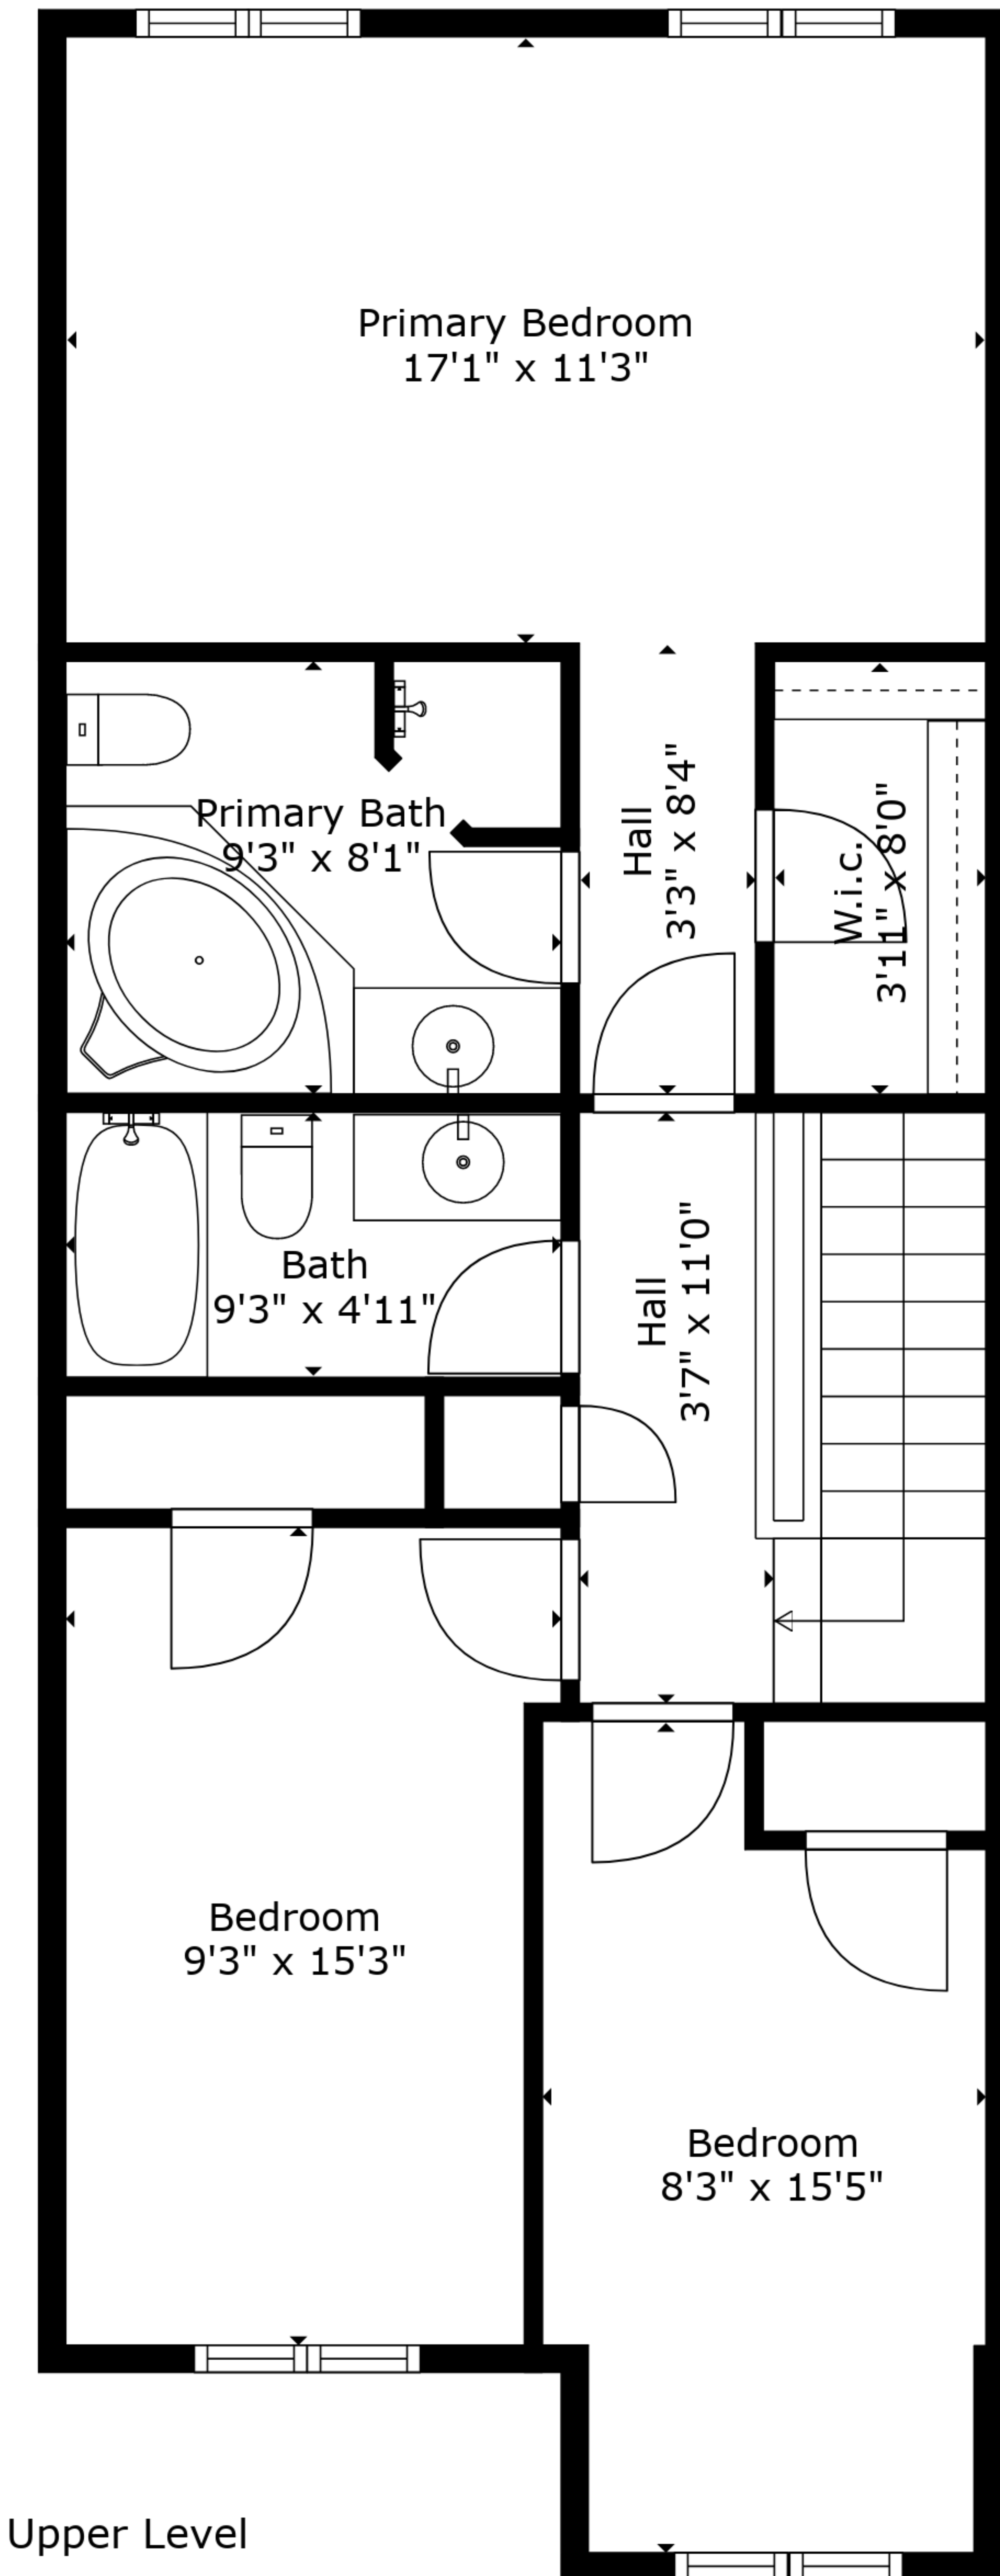 Primary Bedroom
17'1" x 11'3"
Primary Bath
9'3" x 8'1"
Hall
3'3" x 8'4"
W.i.c.
3'11" x 8'0"
Bath
9'3" x 4'11"
Hall
3'7" x 11'0"
Bedroom
9'3" x 15'3"
Bedroom
8'3" x 15'5"
Upper Level